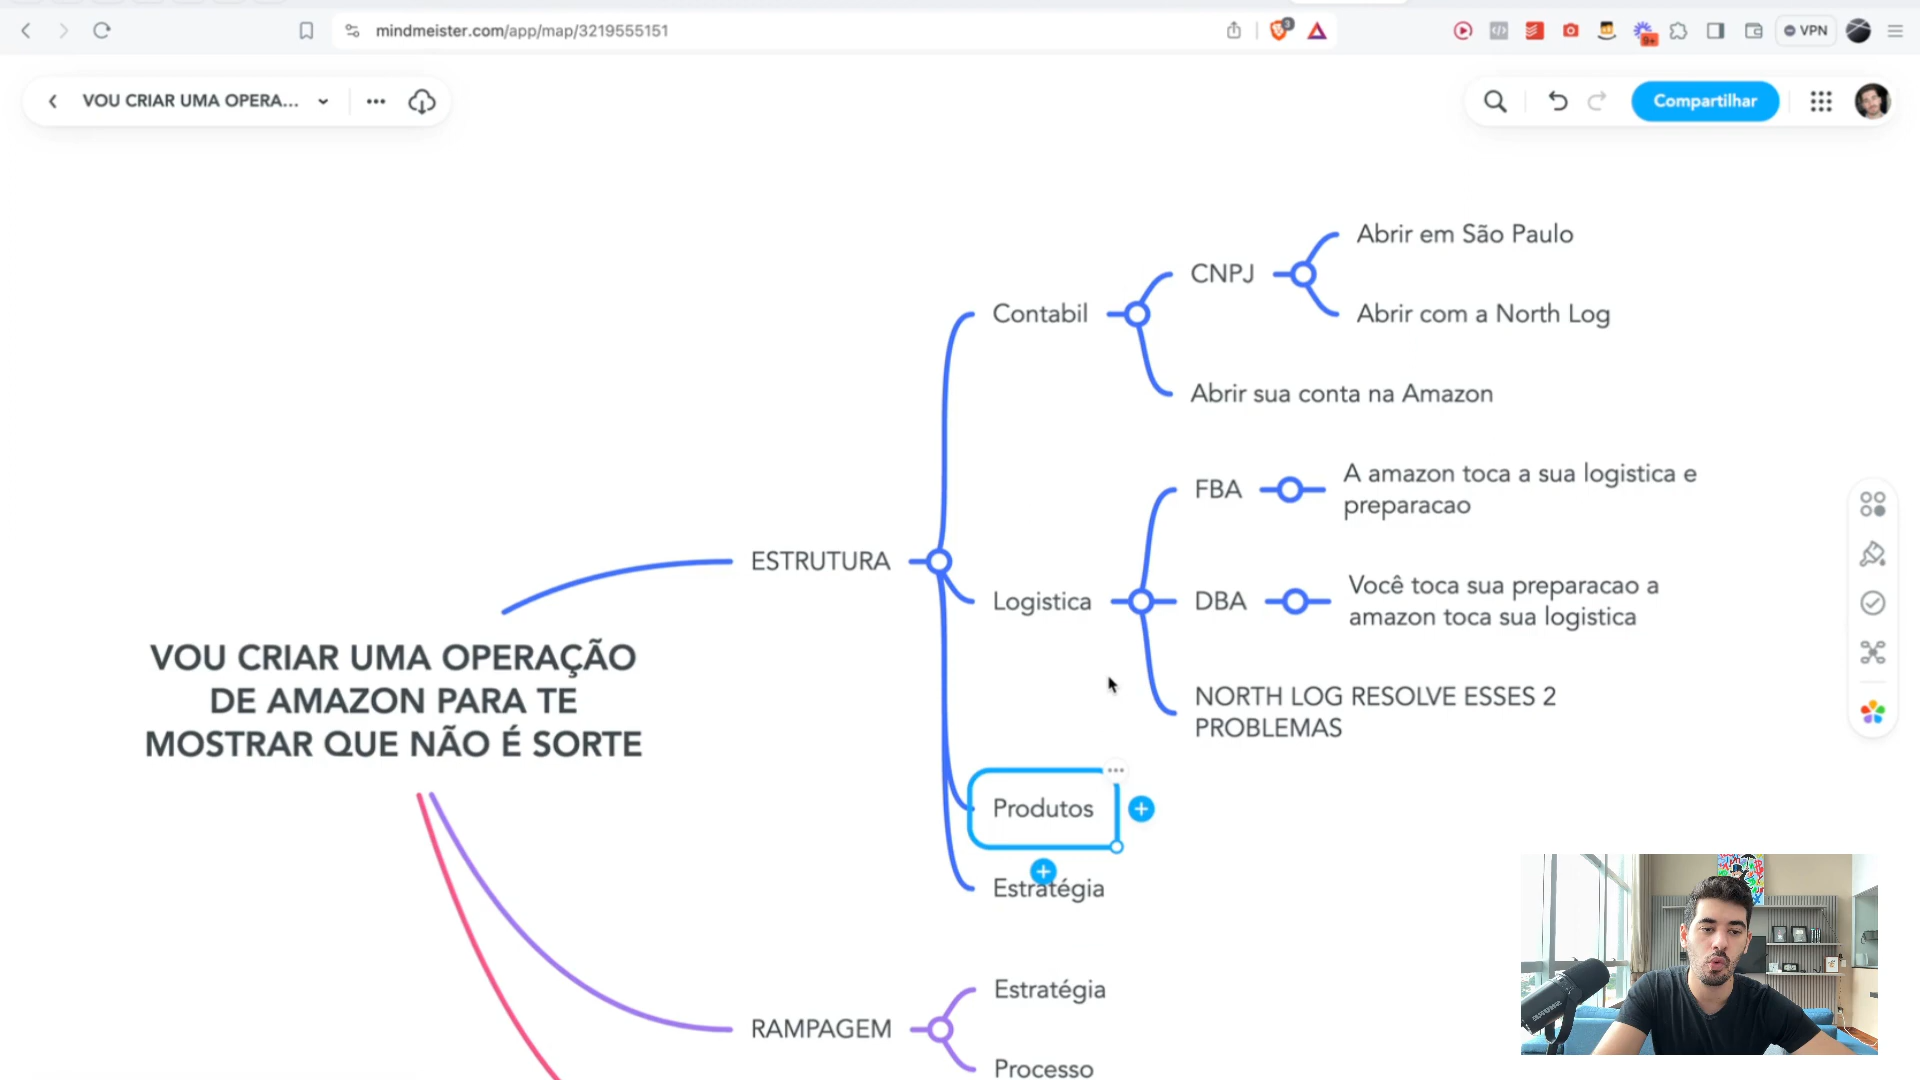 mindmeister.com/app/map/3219555151
3
9+
VPN
VOU CRIAR UMA OPERA...
Compartilhar
Abrir em São Paulo
CNPJ
Abrir com a North Log
Contabil
Abrir sua conta na Amazon
FBA
A amazon toca a sua logistica e
preparacao
ESTRUTURA
Logistica
DBA
Você toca sua preparacao a
amazon toca sua logistica
NORTH LOG RESOLVE ESSES 2
PROBLEMAS
VOU CRIAR UMA OPERAÇÃO
DE AMAZON PARA TE
MOSTRAR QUE NÃO É SORTE
Produtos
Estratégia
RAMPAGEM
Estratégia
Processo